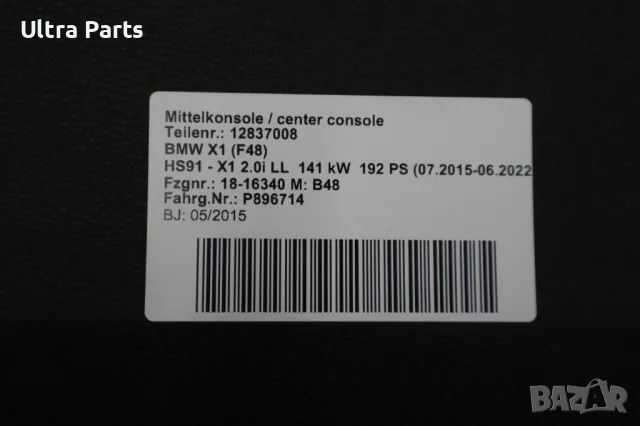 Ultra Parts
Mittelkonsole / center console
Teilenr.: 12837008
BMW X1 (F48)
HS91 - X1 2.0i LL 141 kW 192 PS (07.2015-06.2022
Fzgnr.: 18-16340 M: B48
Fahrg.Nr.: P896714
BJ: 05/2015
BAZAR